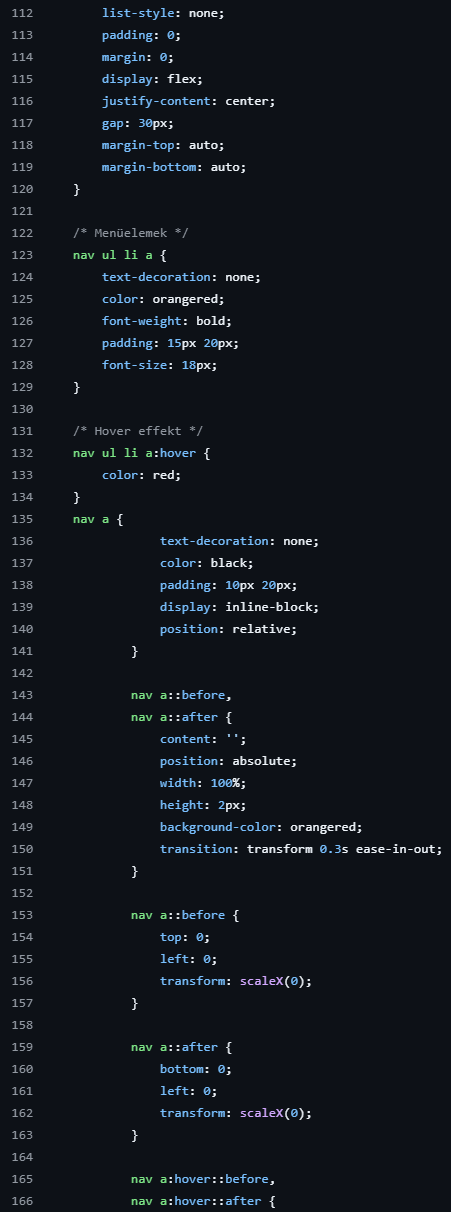 112 list-style: none;
113 padding: 0;
114 margin: 0;
115 display: flex;
116 justify-content: center;
117 gap: 30px;
118 margin-top: auto;
119 margin-bottom: auto;
120 }
121
122 /* Menüelemek */
123 nav ul li a {
124 text-decoration: none;
125 color: orangered;
126 font-weight: bold;
127 padding: 15px 20px;
128 font-size: 18px;
129 }
130
131 /* Hover effekt */
132 nav ul li a:hover {
133 color: red;
134 }
135 nav a {
136 text-decoration: none;
137 color: black;
138 padding: 10px 20px;
139 display: inline-block;
140 position: relative;
141 }
142
143 nav a::before,
144 nav a::after {
145 content: '';
146 position: absolute;
147 width: 100%;
148 height: 2px;
149 background-color: orangered;
150 transition: transform 0.3s ease-in-out;
151 }
152
153 nav a::before {
154 top: 0;
155 left: 0;
156 transform: scaleX(0);
157 }
158
159 nav a::after {
160 bottom: 0;
161 left: 0;
162 transform: scaleX(0);
163 }
164
165 nav a:hover::before,
166 nav a:hover::after {